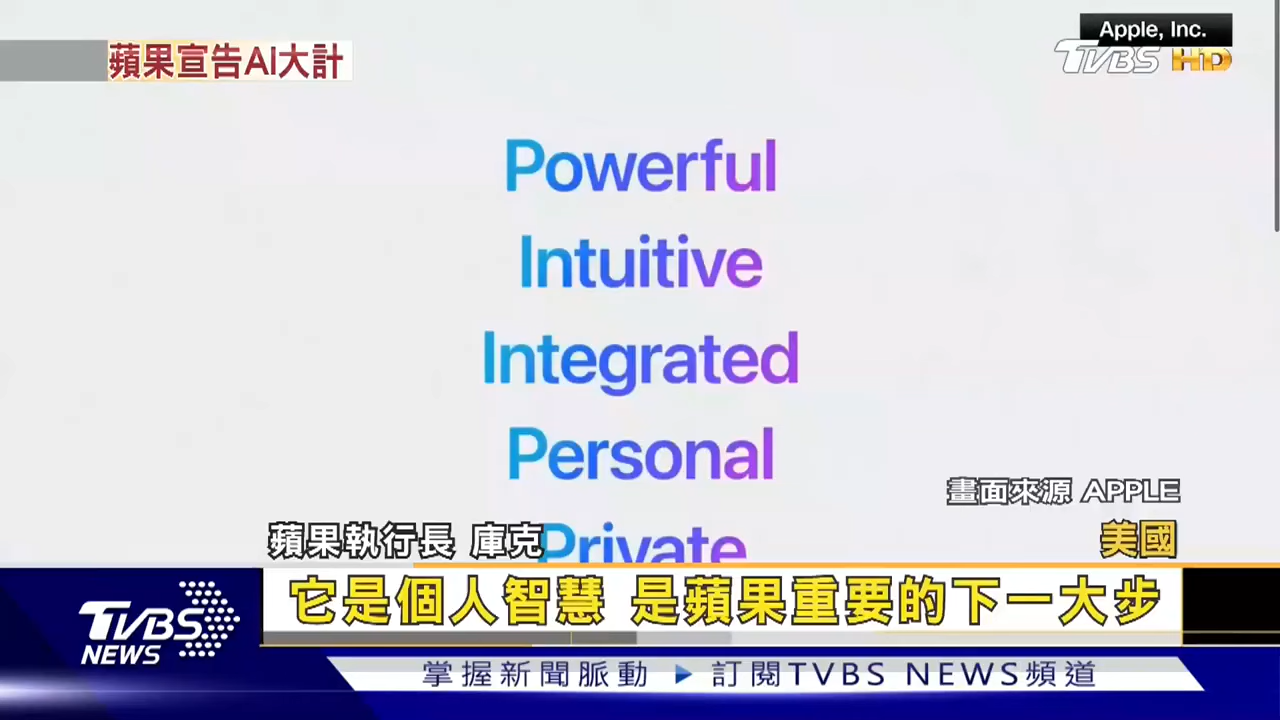 Apple, Inc.
TVBS HD
蘋果宣告AI大計
Powerful
Intuitive
Integrated
Personal
Private
畫面來源 APPLE
蘋果執行長 庫克
美國
它是個人智慧 是蘋果重要的下一大步
TVBS NEWS
掌握新聞脈動 ▶ 訂閱TVBS NEWS頻道